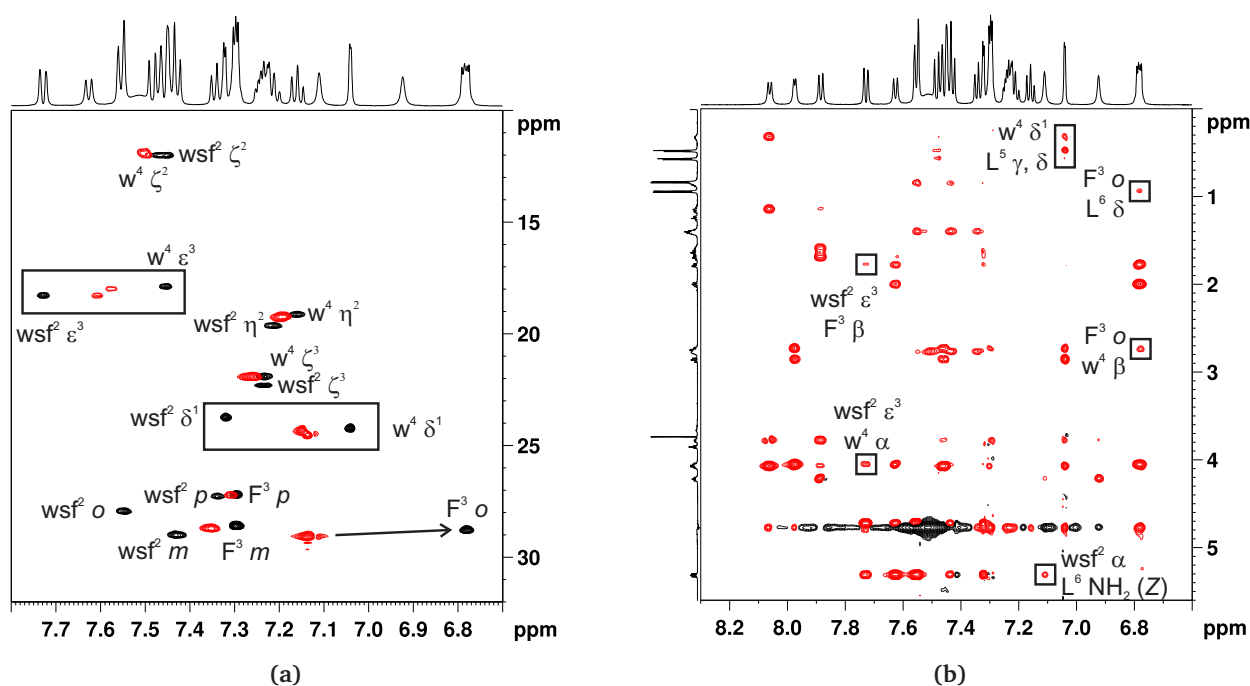 ppm
w⁴ ζ²
wsf² ζ²
15
w⁴ ε³
wsf² ε³
wsf² η²
w⁴ η²
20
w⁴ ζ³
wsf² ζ³
wsf² δ¹
w⁴ δ¹
25
wsf² p
F³ p
wsf² o
F³ o
wsf² m
F³ m
30
7.7 7.6 7.5 7.4 7.3 7.2 7.1 7.0 6.9 6.8 ppm
(a)
ppm
w⁴ δ¹
L⁵ γ, δ
F³ o
L⁶ δ
1
wsf² ε³
F³ β
2
F³ o
w⁴ β
3
wsf² ε³
w⁴ α
4
wsf² α
L⁶ NH₂ (Z)
5
8.2 8.0 7.8 7.6 7.4 7.2 7.0 6.8 ppm
(b)